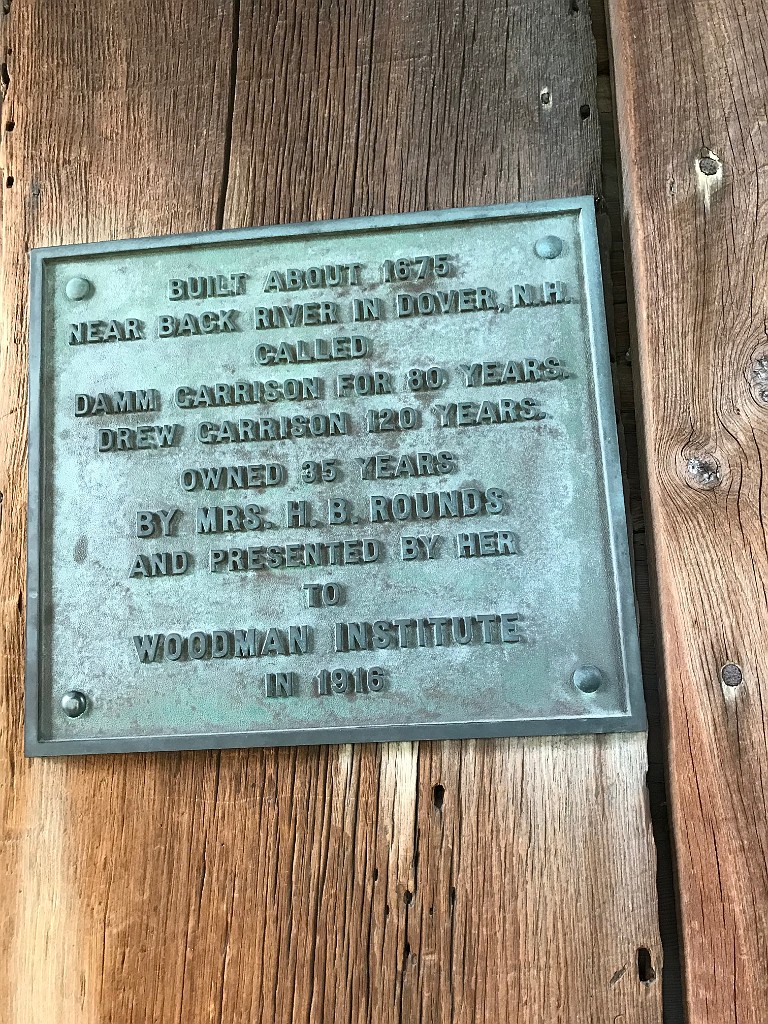 BUILT ABOUT 1675
NEAR BACK RIVER IN DOVER, N.H.
CALLED
DAMM GARRISON FOR 80 YEARS.
DREW GARRISON 120 YEARS.
OWNED 35 YEARS
BY MRS. H. B. ROUNDS
AND PRESENTED BY HER
TO
WOODMAN INSTITUTE
IN 1916